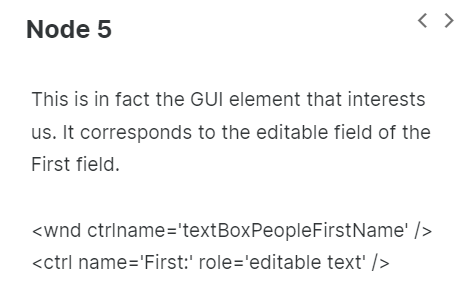 Node 5
This is in fact the GUI element that interests
us. It corresponds to the editable field of the
First field.
<wnd ctrlname='textBoxPeopleFirstName' />
<ctrl name='First:' role='editable text' />